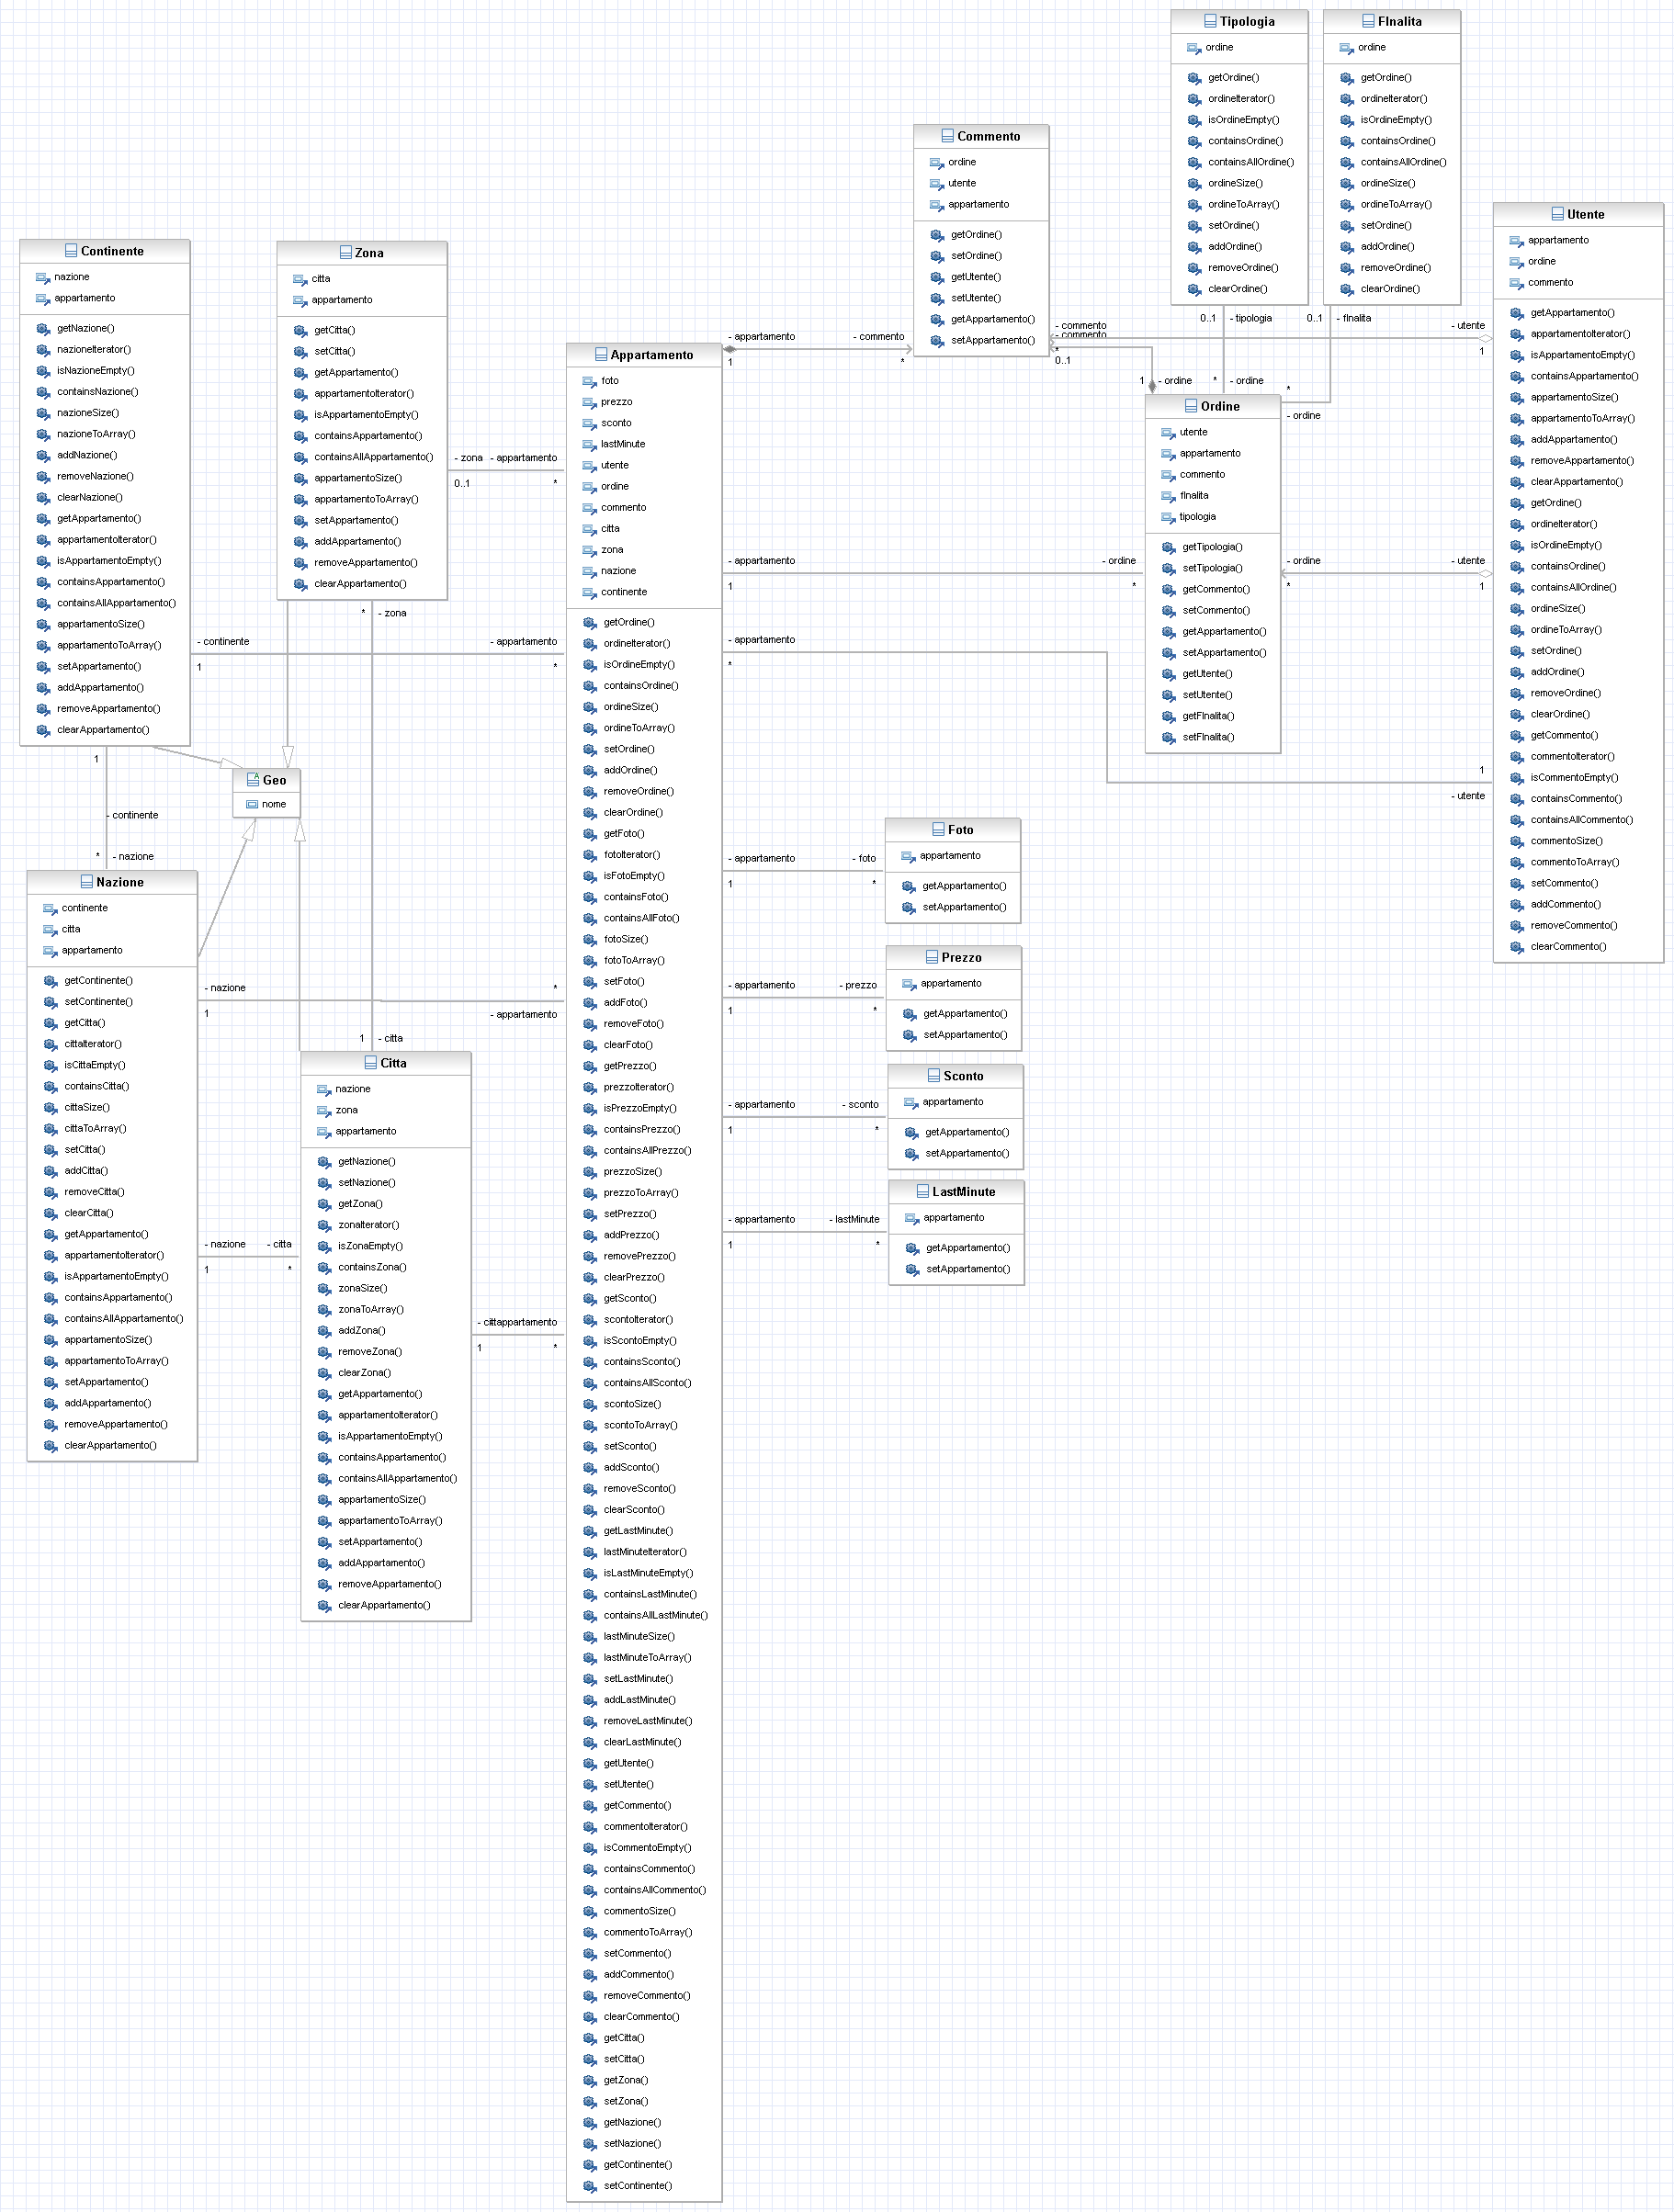 Tipologia
ordine
getOrdine()
ordineIterator()
isOrdineEmpty()
containsOrdine()
containsAllOrdine()
ordineSize()
ordineToArray()
setOrdine()
addOrdine()
removeOrdine()
clearOrdine()
FInalita
ordine
getOrdine()
ordineIterator()
isOrdineEmpty()
containsOrdine()
containsAllOrdine()
ordineSize()
ordineToArray()
setOrdine()
addOrdine()
removeOrdine()
clearOrdine()
Commento
ordine
utente
appartamento
getOrdine()
setOrdine()
getUtente()
setUtente()
getAppartamento()
setAppartamento()
Utente
appartamento
ordine
commento
getAppartamento()
appartamentoIterator()
isAppartamentoEmpty()
containsAppartamento()
appartamentoSize()
appartamentoToArray()
addAppartamento()
removeAppartamento()
clearAppartamento()
getOrdine()
ordineIterator()
isOrdineEmpty()
containsOrdine()
containsAllOrdine()
ordineSize()
ordineToArray()
setOrdine()
addOrdine()
removeOrdine()
clearOrdine()
getCommento()
commentoIterator()
isCommentoEmpty()
containsCommento()
containsAllCommento()
commentoSize()
commentoToArray()
setCommento()
addCommento()
removeCommento()
clearCommento()
Continente
nazione
appartamento
getNazione()
nazioneIterator()
isNazioneEmpty()
containsNazione()
nazioneSize()
nazioneToArray()
addNazione()
removeNazione()
clearNazione()
getAppartamento()
appartamentoIterator()
isAppartamentoEmpty()
containsAppartamento()
containsAllAppartamento()
appartamentoSize()
appartamentoToArray()
setAppartamento()
addAppartamento()
removeAppartamento()
clearAppartamento()
Zona
citta
appartamento
getCitta()
setCitta()
getAppartamento()
appartamentoIterator()
isAppartamentoEmpty()
containsAppartamento()
containsAllAppartamento()
appartamentoSize()
appartamentoToArray()
setAppartamento()
addAppartamento()
removeAppartamento()
clearAppartamento()
Appartamento
foto
prezzo
sconto
lastMinute
utente
ordine
commento
citta
zona
nazione
continente
getOrdine()
ordineIterator()
isOrdineEmpty()
containsOrdine()
ordineSize()
ordineToArray()
setOrdine()
addOrdine()
removeOrdine()
clearOrdine()
getFoto()
fotoIterator()
isFotoEmpty()
containsFoto()
containsAllFoto()
fotoSize()
fotoToArray()
setFoto()
addFoto()
removeFoto()
clearFoto()
getPrezzo()
prezzoIterator()
isPrezzoEmpty()
containsPrezzo()
containsAllPrezzo()
prezzoSize()
prezzoToArray()
setPrezzo()
addPrezzo()
removePrezzo()
clearPrezzo()
getSconto()
scontoIterator()
isScontoEmpty()
containsSconto()
containsAllSconto()
scontoSize()
scontoToArray()
setSconto()
addSconto()
removeSconto()
clearSconto()
getLastMinute()
lastMinuteIterator()
isLastMinuteEmpty()
containsLastMinute()
containsAllLastMinute()
lastMinuteSize()
lastMinuteToArray()
setLastMinute()
addLastMinute()
removeLastMinute()
clearLastMinute()
getUtente()
setUtente()
getCommento()
commentoIterator()
isCommentoEmpty()
containsCommento()
containsAllCommento()
commentoSize()
commentoToArray()
setCommento()
addCommento()
removeCommento()
clearCommento()
getCitta()
setCitta()
getZona()
setZona()
getNazione()
setNazione()
getContinente()
setContinente()
Ordine
utente
appartamento
commento
fInalita
tipologia
getTipologia()
setTipologia()
getCommento()
setCommento()
getAppartamento()
setAppartamento()
getUtente()
setUtente()
getFInalita()
setFInalita()
Geo
nome
Nazione
continente
citta
appartamento
getContinente()
setContinente()
getCitta()
cittaIterator()
isCittaEmpty()
containsCitta()
cittaSize()
cittaToArray()
setCitta()
addCitta()
removeCitta()
clearCitta()
getAppartamento()
appartamentoIterator()
isAppartamentoEmpty()
containsAppartamento()
containsAllAppartamento()
appartamentoSize()
appartamentoToArray()
setAppartamento()
addAppartamento()
removeAppartamento()
clearAppartamento()
Citta
nazione
zona
appartamento
getNazione()
setNazione()
getZona()
zonaIterator()
isZonaEmpty()
containsZona()
zonaSize()
zonaToArray()
addZona()
removeZona()
clearZona()
getAppartamento()
appartamentoIterator()
isAppartamentoEmpty()
containsAppartamento()
containsAllAppartamento()
appartamentoSize()
appartamentoToArray()
setAppartamento()
addAppartamento()
removeAppartamento()
clearAppartamento()
Foto
appartamento
getAppartamento()
setAppartamento()
Prezzo
appartamento
getAppartamento()
setAppartamento()
Sconto
appartamento
getAppartamento()
setAppartamento()
LastMinute
appartamento
getAppartamento()
setAppartamento()
0..1 - tipologia
0..1 - fInalita
- appartamento - commento
1 *
- commento - utente
- commento
* 1
0..1
1 - ordine
* - ordine
*
- ordine
- zona - appartamento
0..1 *
- appartamento - ordine
1 *
- ordine - utente
* 1
* - zona
- continente - appartamento
1 *
- appartamento
*
1
- utente
1
- continente
* - nazione
- appartamento - foto
1 *
- nazione *
1 - appartamento
- appartamento - prezzo
1 *
1 - citta
- appartamento - sconto
1 *
- appartamento - lastMinute
1 *
- nazione - citta
1 *
- cittappartamento
1 *